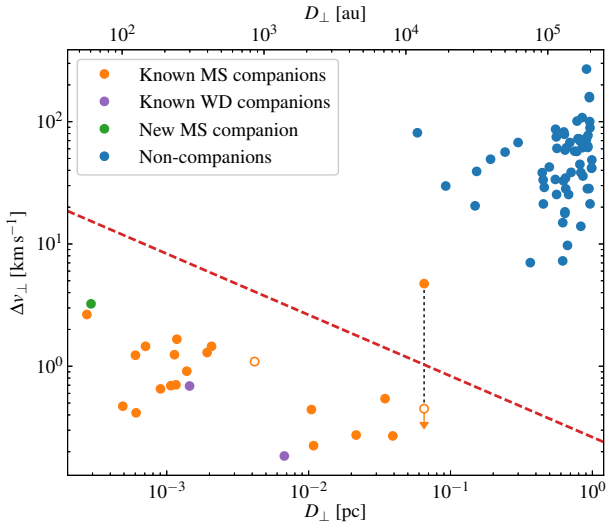 D⊥ [au]
10² 10³ 10⁴ 10⁵
Known MS companions
Known WD companions
New MS companion
Non-companions
Δv⊥ [km s⁻¹]
10²
10¹
10⁰
10⁻³ 10⁻² 10⁻¹ 10⁰
D⊥ [pc]